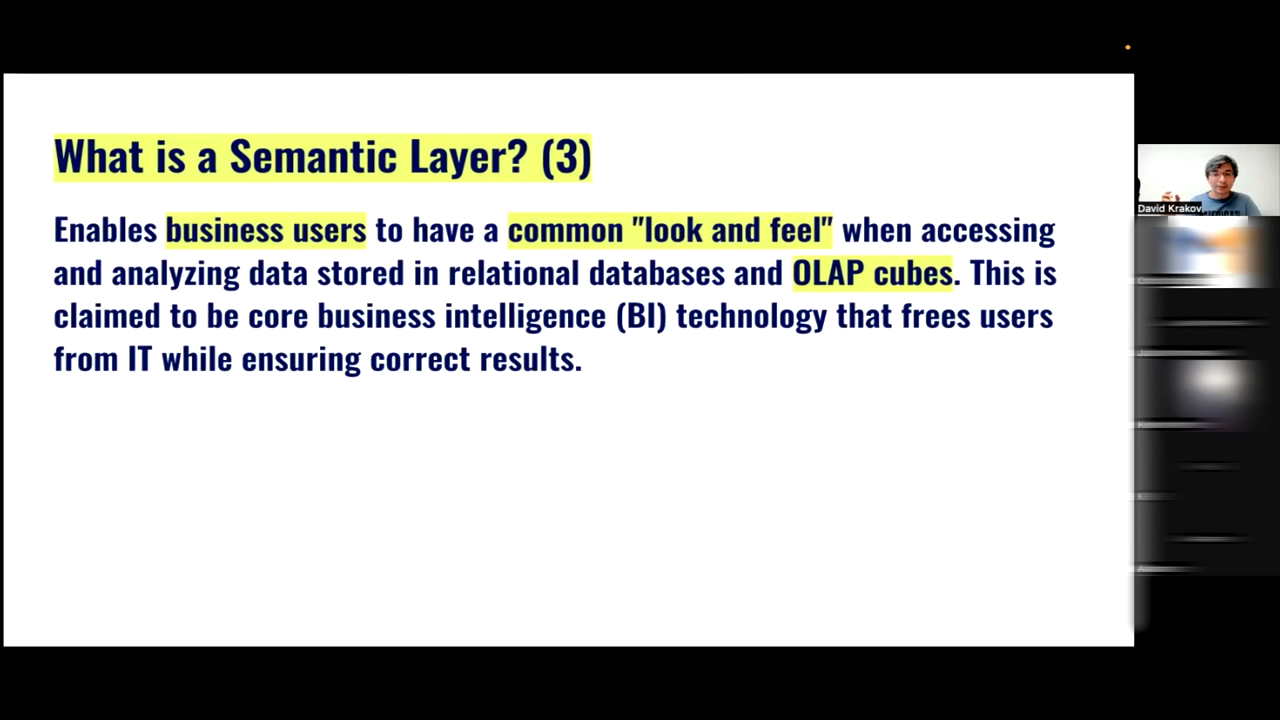 What is a Semantic Layer? (3)
Enables business users to have a common "look and feel" when accessing
and analyzing data stored in relational databases and OLAP cubes. This is
claimed to be core business intelligence (BI) technology that frees users
from IT while ensuring correct results.
David Krakov